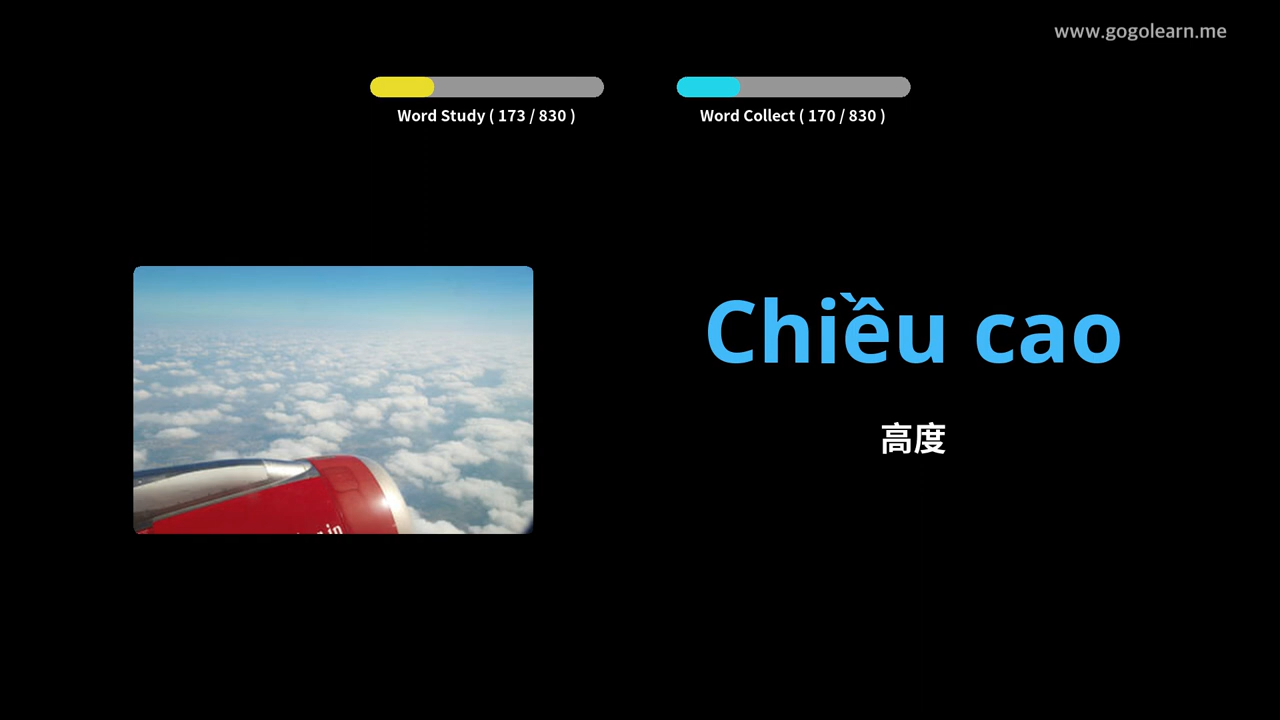 www.gogolearn.me
Word Study ( 173 / 830 )
Word Collect ( 170 / 830 )
Chiều cao
高度